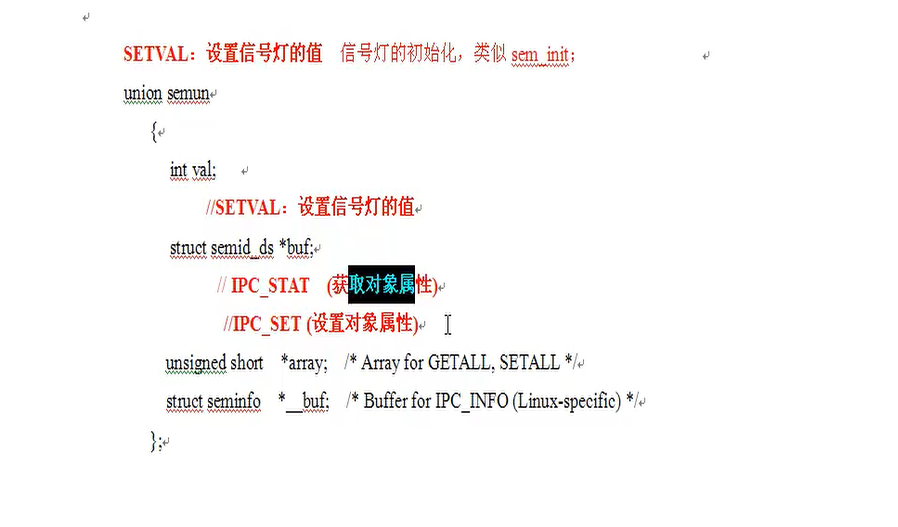 SETVAL：设置信号灯的值 信号灯的初始化，类似 sem_init；
union semun
{
int val;
//SETVAL：设置信号灯的值
struct semid_ds *buf;
// IPC_STAT (获取对象属性)
//IPC_SET (设置对象属性)
unsigned short *array; /* Array for GETALL, SETALL */
struct seminfo *__buf; /* Buffer for IPC_INFO (Linux-specific) */
};